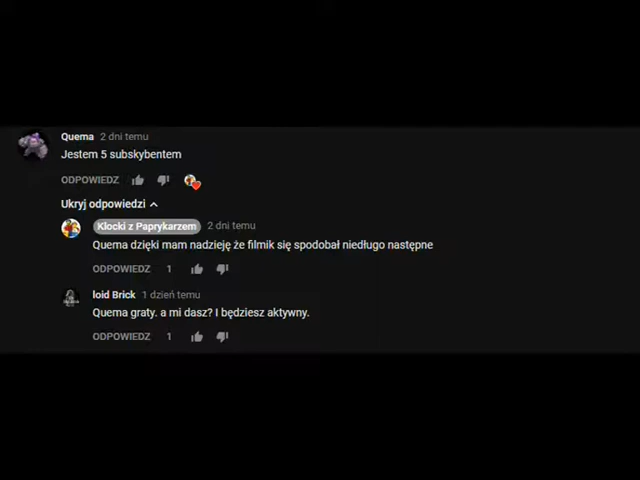 Quema 2 dni temu
Jestem 5 subskybentem
ODPOWIEDZ
Ukryj odpowiedzi
Klocki z Paprykarzem 2 dni temu
Quema dzięki mam nadzieję że filmik się spodobał niedługo następne
ODPOWIEDZ 1
loid Brick 1 dzień temu
Quema graty. a mi dasz? I będziesz aktywny.
ODPOWIEDZ 1